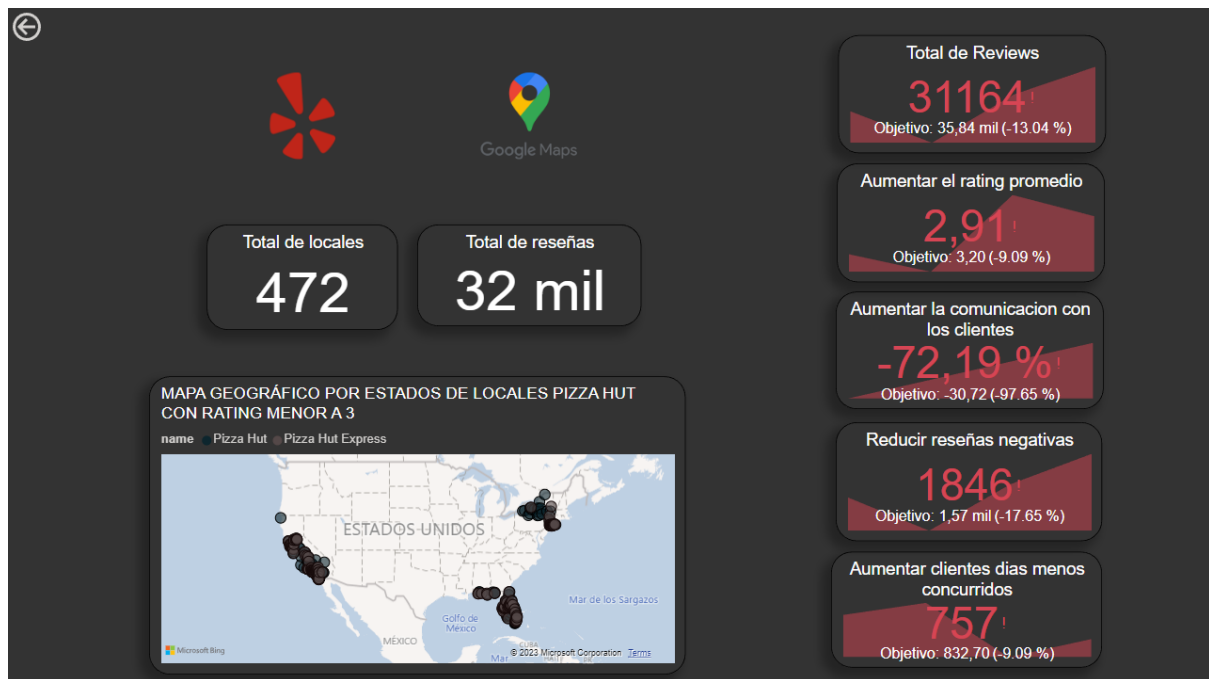 Google Maps
Total de locales
472
Total de reseñas
32 mil
MAPA GEOGRÁFICO POR ESTADOS DE LOCALES PIZZA HUT
CON RATING MENOR A 3
name Pizza Hut Pizza Hut Express
ESTADOS UNIDOS
Mar de los Sargazos
Golfo de
México
MÉXICO
CUBA
Mar
Microsoft Bing
© 2023 Microsoft Corporation Terms
Total de Reviews
31164!
Objetivo: 35,84 mil (-13.04 %)
Aumentar el rating promedio
2,91!
Objetivo: 3,20 (-9.09 %)
Aumentar la comunicacion con
los clientes
-72,19 %!
Objetivo: -30,72 (-97.65 %)
Reducir reseñas negativas
1846!
Objetivo: 1,57 mil (-17.65 %)
Aumentar clientes dias menos
concurridos
757!
Objetivo: 832,70 (-9.09 %)